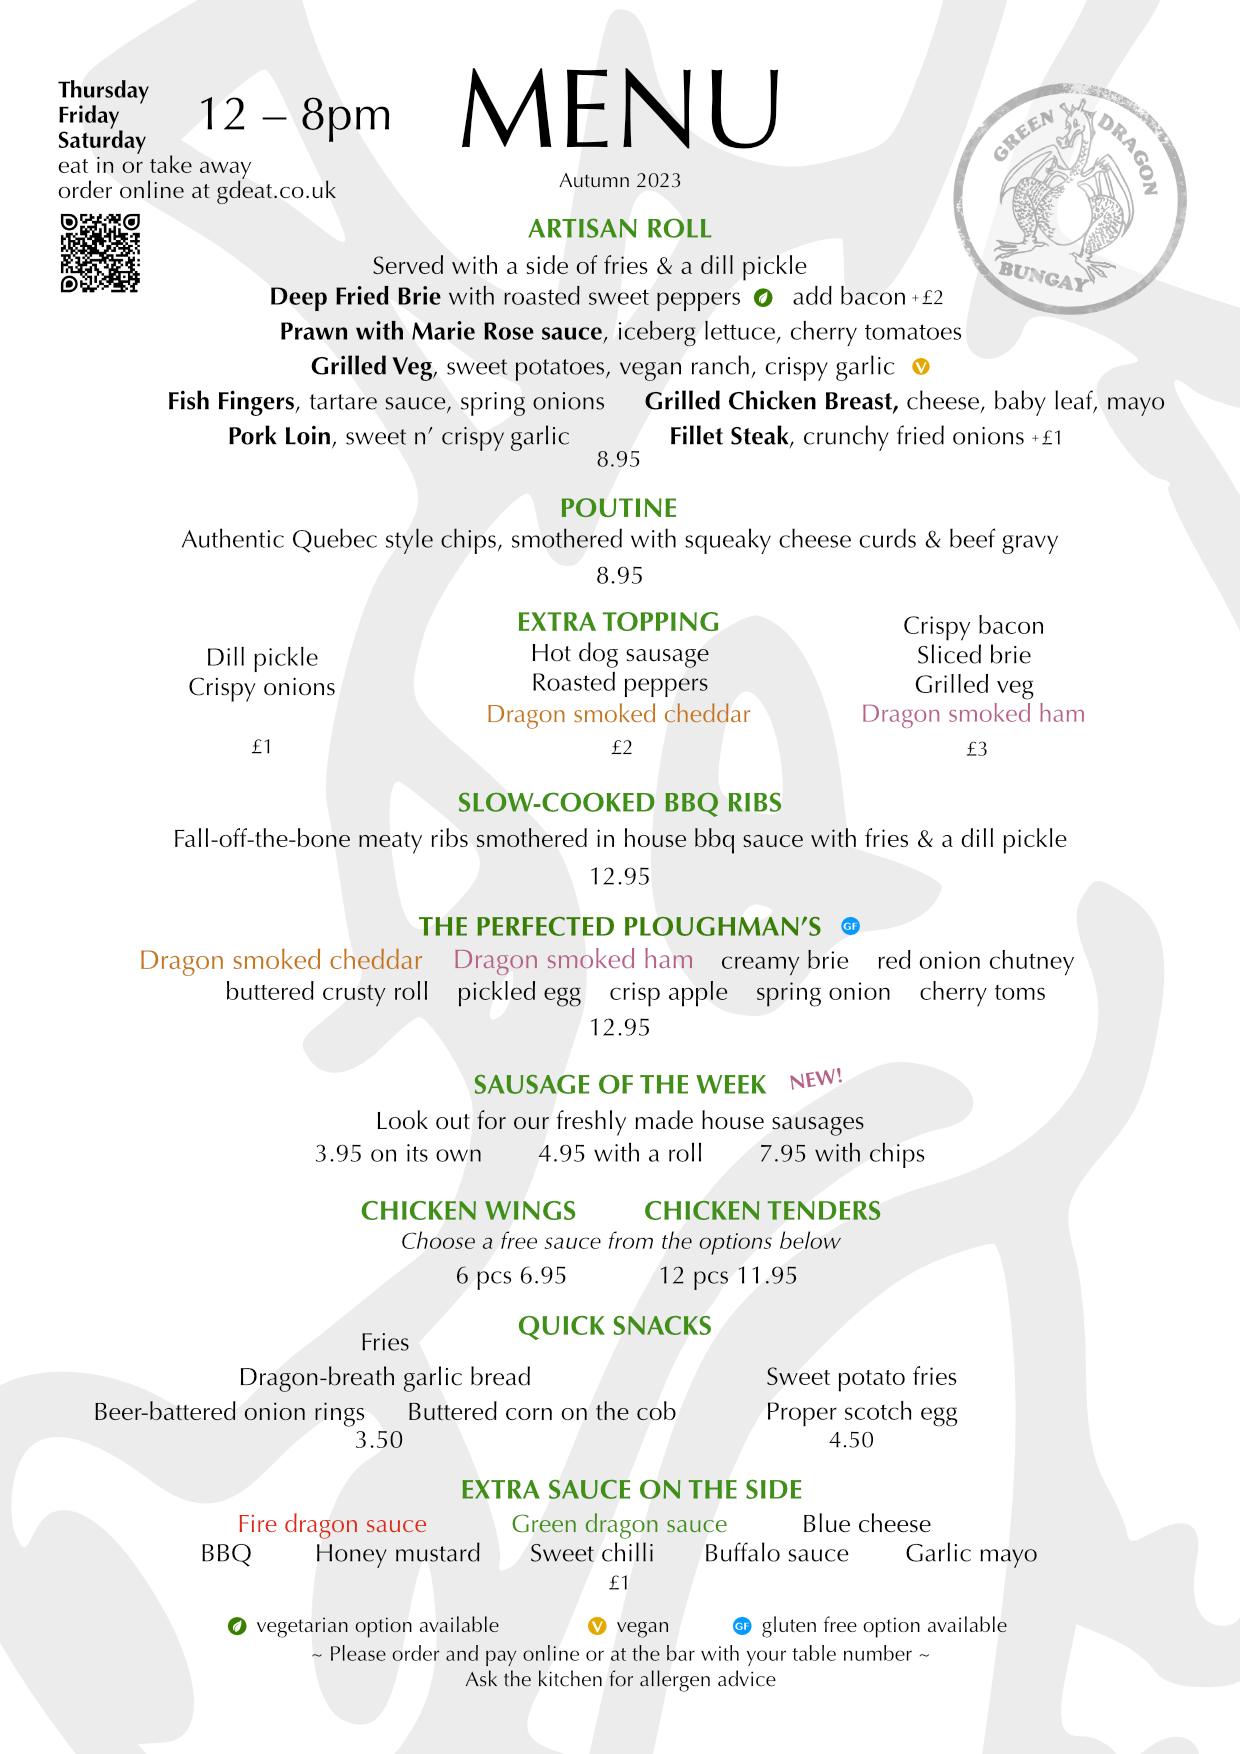 MENU
Autumn 2023
Thursday
Friday
Saturday
12 – 8pm
eat in or take away
order online at gdeat.co.uk
GREEN DRAGON
BUNGAY
ARTISAN ROLL
Served with a side of fries & a dill pickle
Deep Fried Brie with roasted sweet peppers add bacon +£2
Prawn with Marie Rose sauce, iceberg lettuce, cherry tomatoes
Grilled Veg, sweet potatoes, vegan ranch, crispy garlic V
Fish Fingers, tartare sauce, spring onions Grilled Chicken Breast, cheese, baby leaf, mayo
Pork Loin, sweet n’ crispy garlic Fillet Steak, crunchy fried onions +£1
8.95
POUTINE
Authentic Quebec style chips, smothered with squeaky cheese curds & beef gravy
8.95
EXTRA TOPPING
Dill pickle
Crispy onions
£1
Hot dog sausage
Roasted peppers
Dragon smoked cheddar
£2
Crispy bacon
Sliced brie
Grilled veg
Dragon smoked ham
£3
SLOW-COOKED BBQ RIBS
Fall-off-the-bone meaty ribs smothered in house bbq sauce with fries & a dill pickle
12.95
THE PERFECTED PLOUGHMAN’S GF
Dragon smoked cheddar Dragon smoked ham creamy brie red onion chutney
buttered crusty roll pickled egg crisp apple spring onion cherry toms
12.95
SAUSAGE OF THE WEEK NEW!
Look out for our freshly made house sausages
3.95 on its own 4.95 with a roll 7.95 with chips
CHICKEN WINGS CHICKEN TENDERS
Choose a free sauce from the options below
6 pcs 6.95 12 pcs 11.95
QUICK SNACKS
Fries
Dragon-breath garlic bread
Beer-battered onion rings Buttered corn on the cob
3.50
Sweet potato fries
Proper scotch egg
4.50
EXTRA SAUCE ON THE SIDE
Fire dragon sauce Green dragon sauce Blue cheese
BBQ Honey mustard Sweet chilli Buffalo sauce Garlic mayo
£1
vegetarian option available V vegan GF gluten free option available
~ Please order and pay online or at the bar with your table number ~
Ask the kitchen for allergen advice